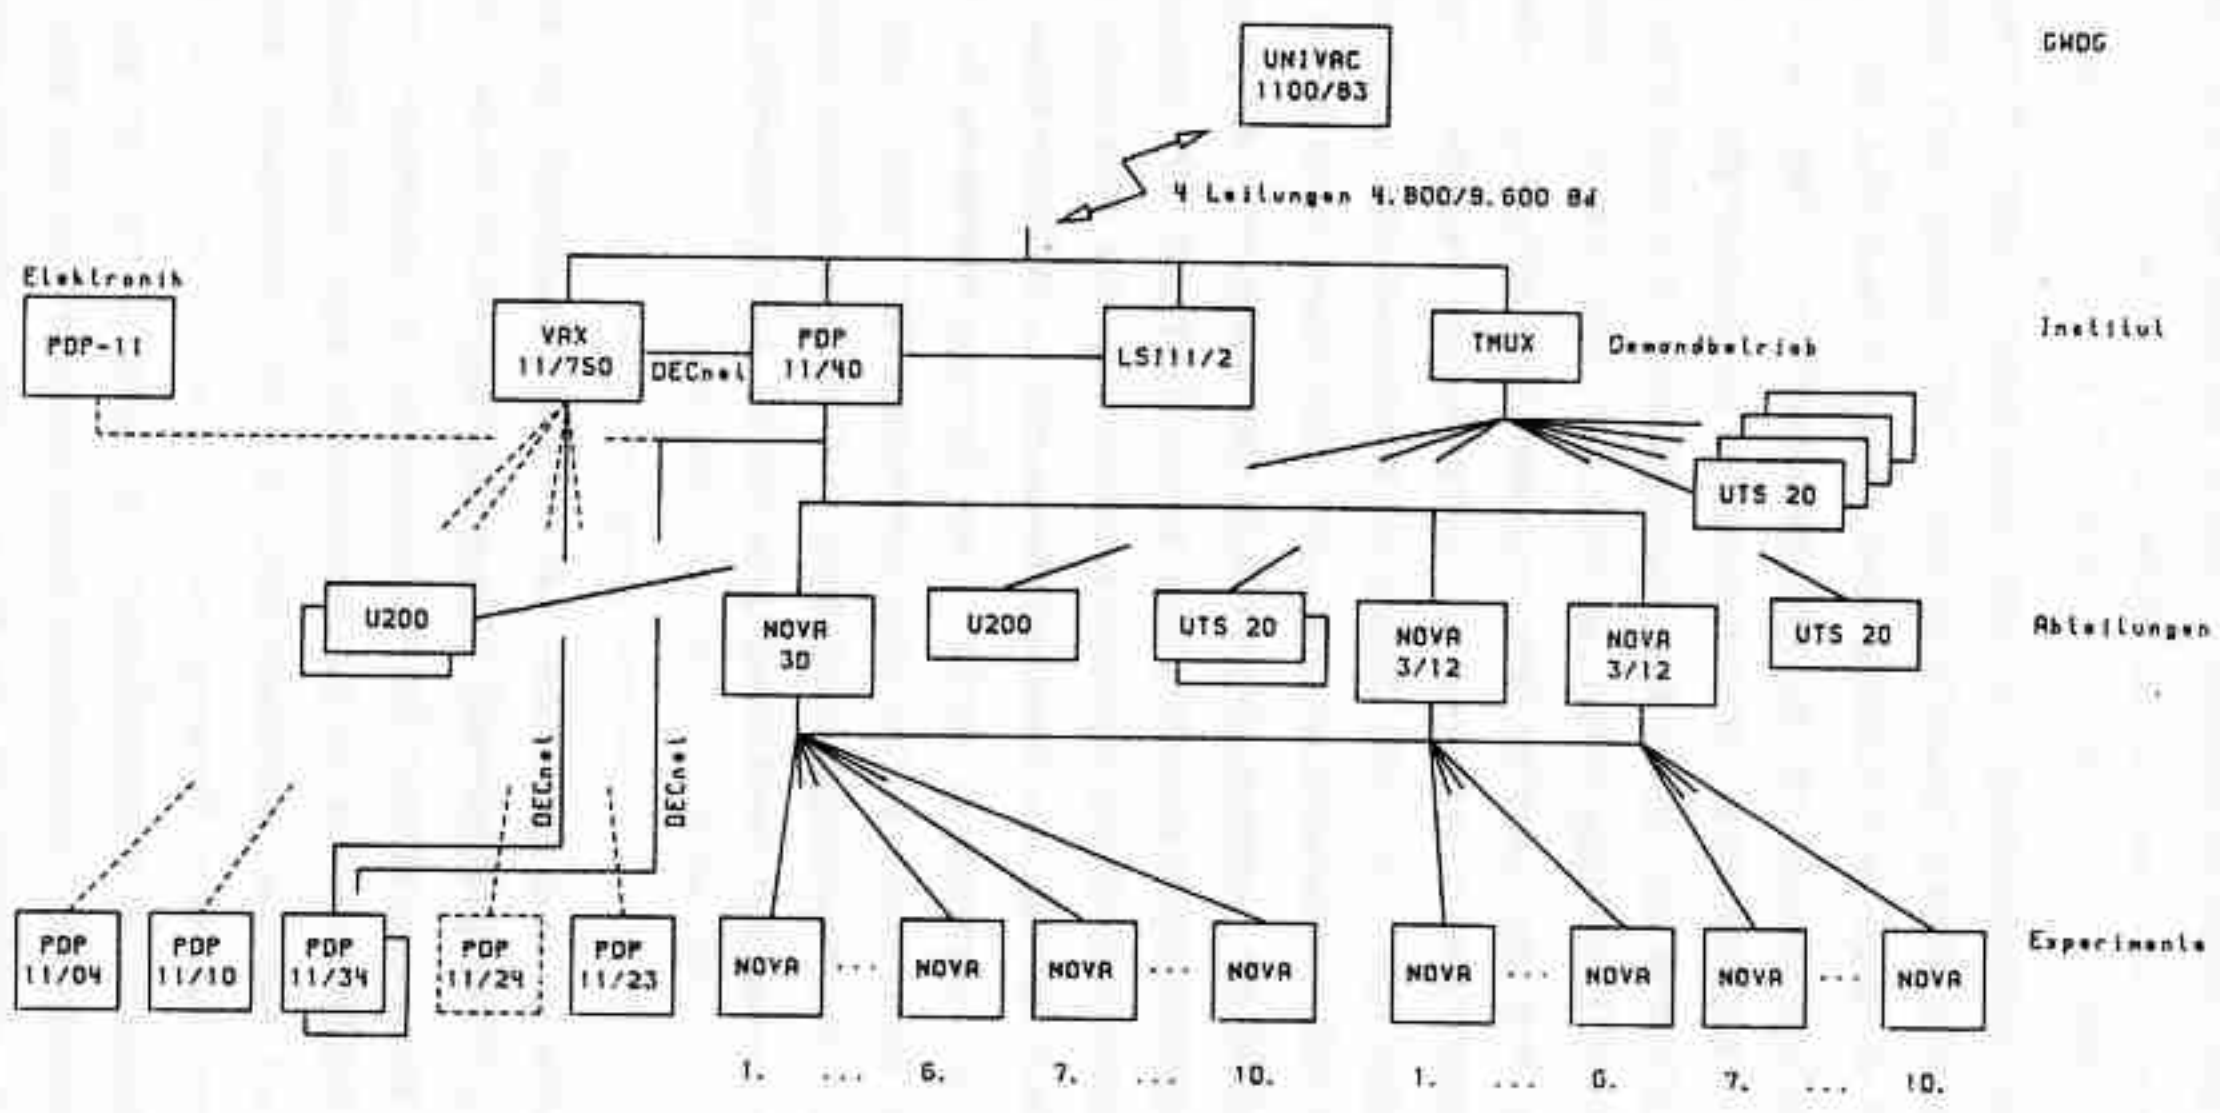 UNIVAC
1100/83
GWDG
4 Leitungen 4.800/9.600 Bd
Elektronik
PDP-11
VAX
11/750
DECnet
PDP
11/40
LSI11/2
TMUX
Demandbetrieb
Institut
UTS 20
U200
NOVA
3D
U200
UTS 20
NOVA
3/12
NOVA
3/12
UTS 20
Abteilungen
DECnet
DECnet
PDP
11/04
PDP
11/10
PDP
11/34
PDP
11/24
PDP
11/23
NOVA
...
NOVA
NOVA
...
NOVA
NOVA
...
NOVA
NOVA
...
NOVA
Experimente
1. ... 6. 7. ... 10. 1. ... 6. 7. ... 10.